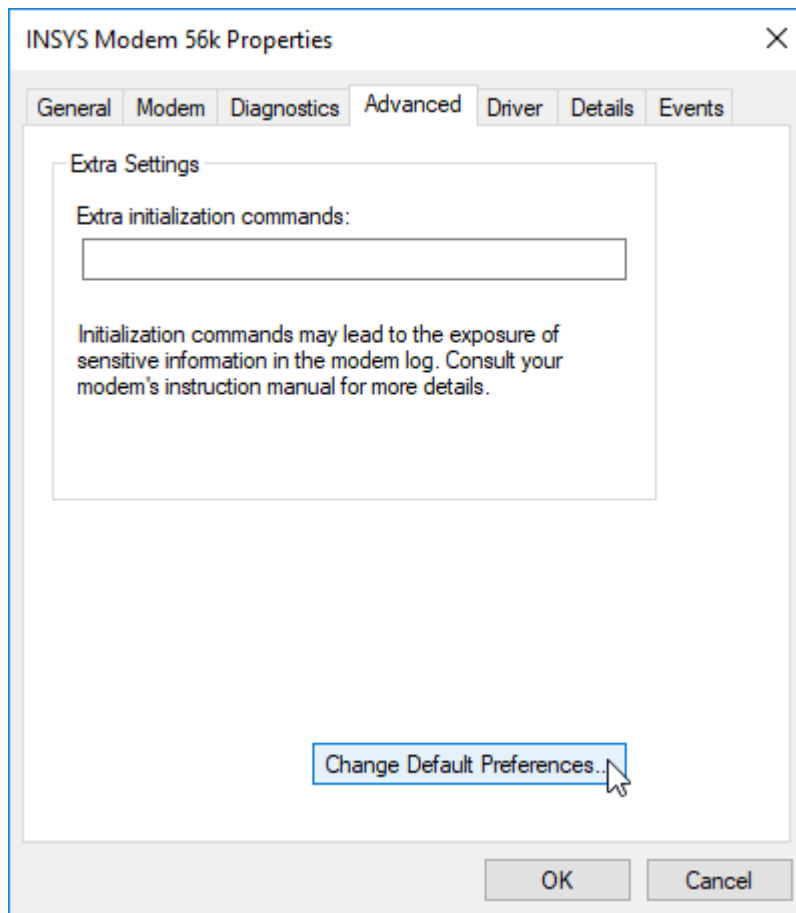 INSYS Modem 56k Properties
General Modem Diagnostics Advanced Driver Details Events
Extra Settings
Extra initialization commands:
Initialization commands may lead to the exposure of
sensitive information in the modem log. Consult your
modem's instruction manual for more details.
Change Default Preferences...
OK Cancel